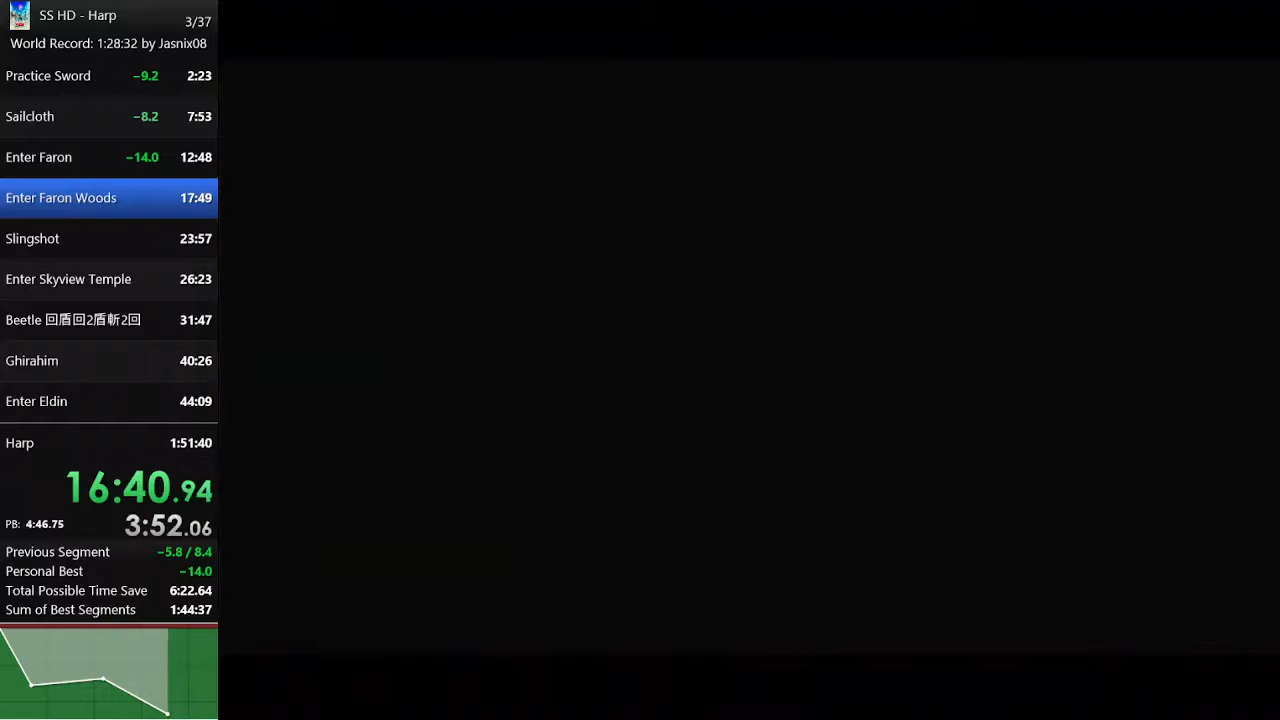 SS HD - Harp
3/37
World Record: 1:28:32 by Jasnix08
Practice Sword −9.2 2:23
Sailcloth −8.2 7:53
Enter Faron −14.0 12:48
Enter Faron Woods 17:49
Slingshot 23:57
Enter Skyview Temple 26:23
Beetle 回盾回2盾斬2回 31:47
Ghirahim 40:26
Enter Eldin 44:09
Harp 1:51:40
16:40.94
PB: 4:46.75 3:52.06
Previous Segment −5.8 / 8.4
Personal Best −14.0
Total Possible Time Save 6:22.64
Sum of Best Segments 1:44:37